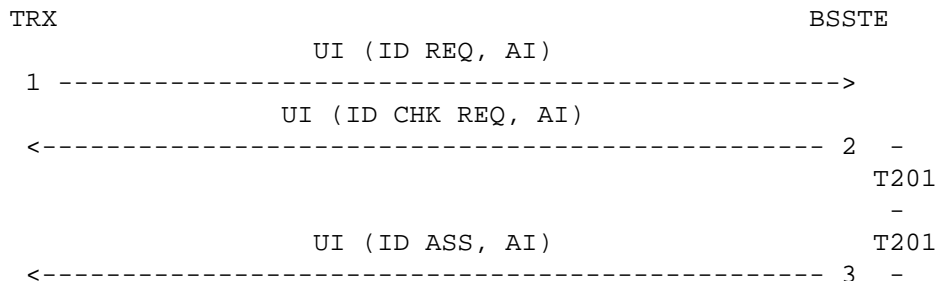 TRX BSSTE
UI (ID REQ, AI)
1 ------------------------------------------------->
UI (ID CHK REQ, AI)
<------------------------------------------------- 2 -
T201
-
UI (ID ASS, AI) T201
<------------------------------------------------- 3 -